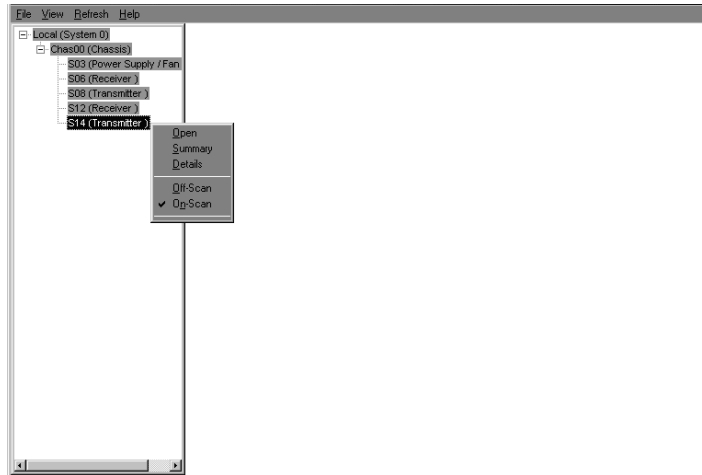 File View Refresh Help
Local (System 0)
Chas00 (Chassis)
S03 (Power Supply / Fan
S06 (Receiver )
S08 (Transmitter )
S12 (Receiver )
S14 (Transmitter )
Open
Summary
Details
Off-Scan
On-Scan